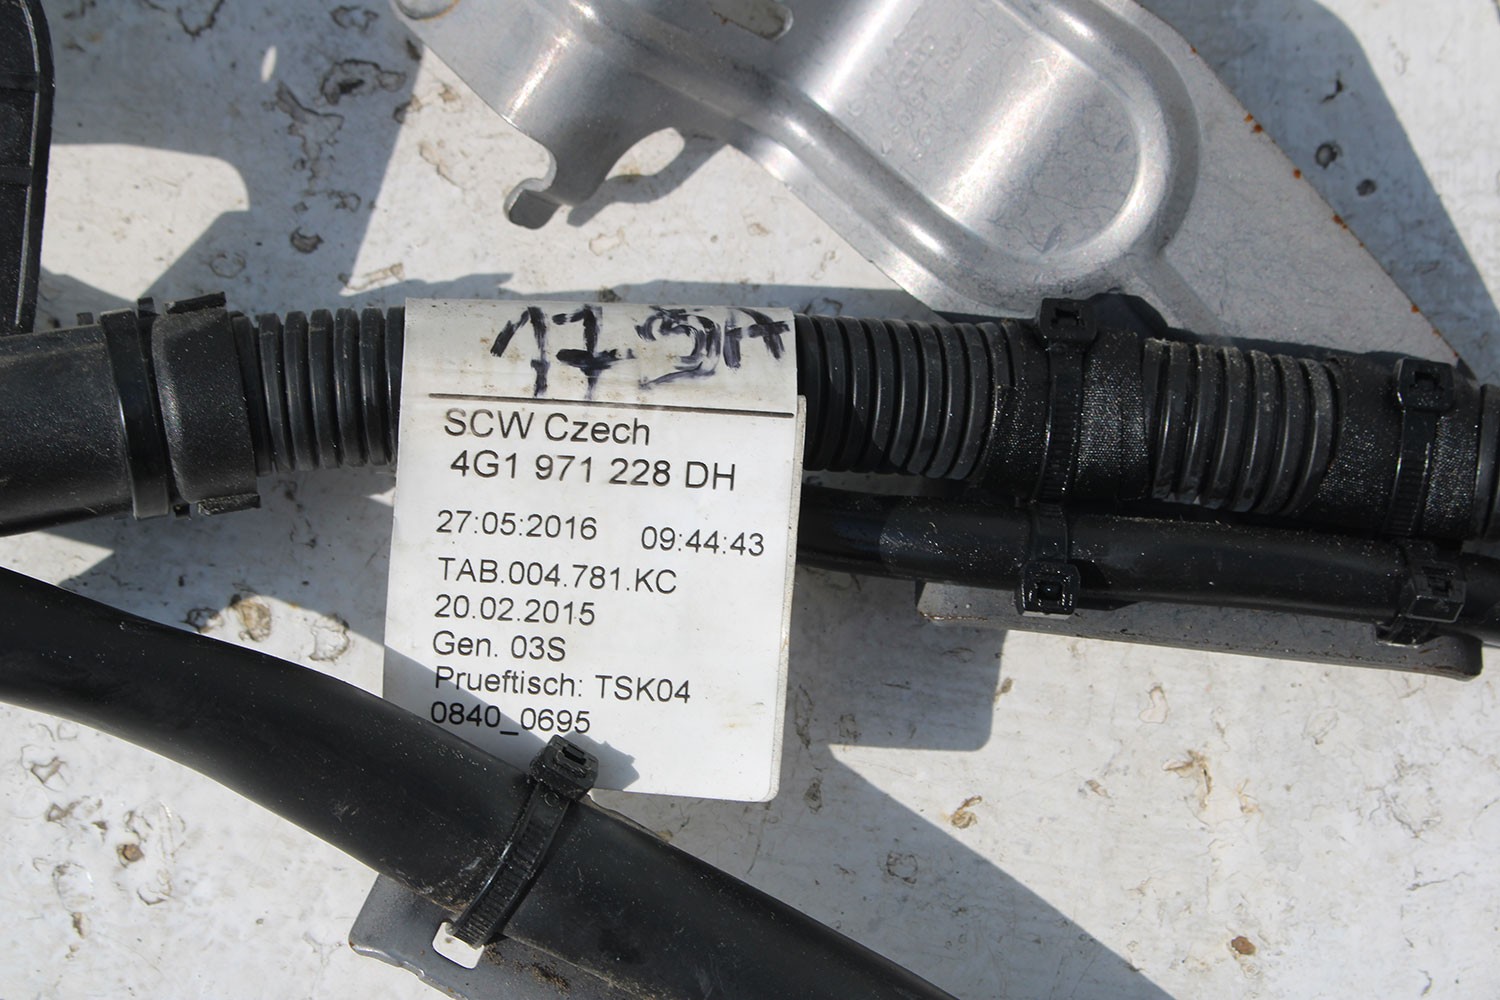 SCW Czech
4G1 971 228 DH
27:05:2016 09:44:43
TAB.004.781.KC
20.02.2015
Gen. 03S
Prueftisch: TSK04
0840_0695